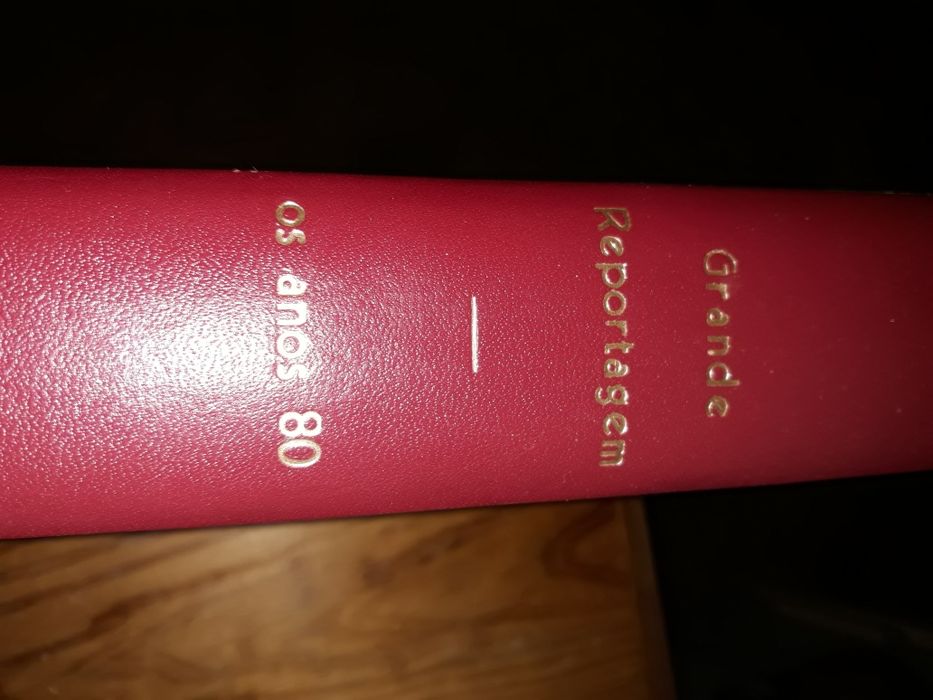 Grande
Reportagem
—
os anos 80